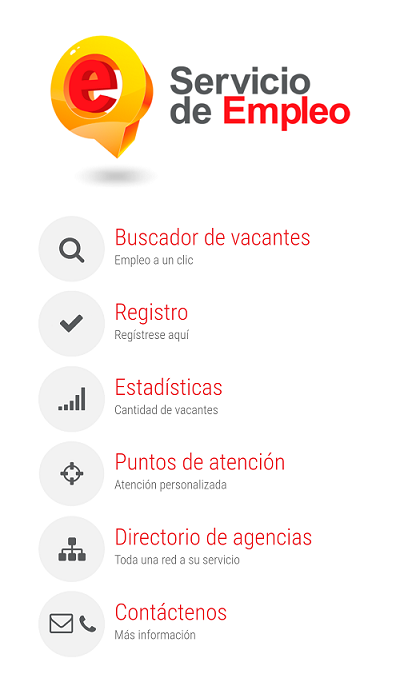 e
Servicio
de Empleo
Buscador de vacantes
Empleo a un clic
Registro
Regístrese aquí
Estadísticas
Cantidad de vacantes
Puntos de atención
Atención personalizada
Directorio de agencias
Toda una red a su servicio
Contáctenos
Más información